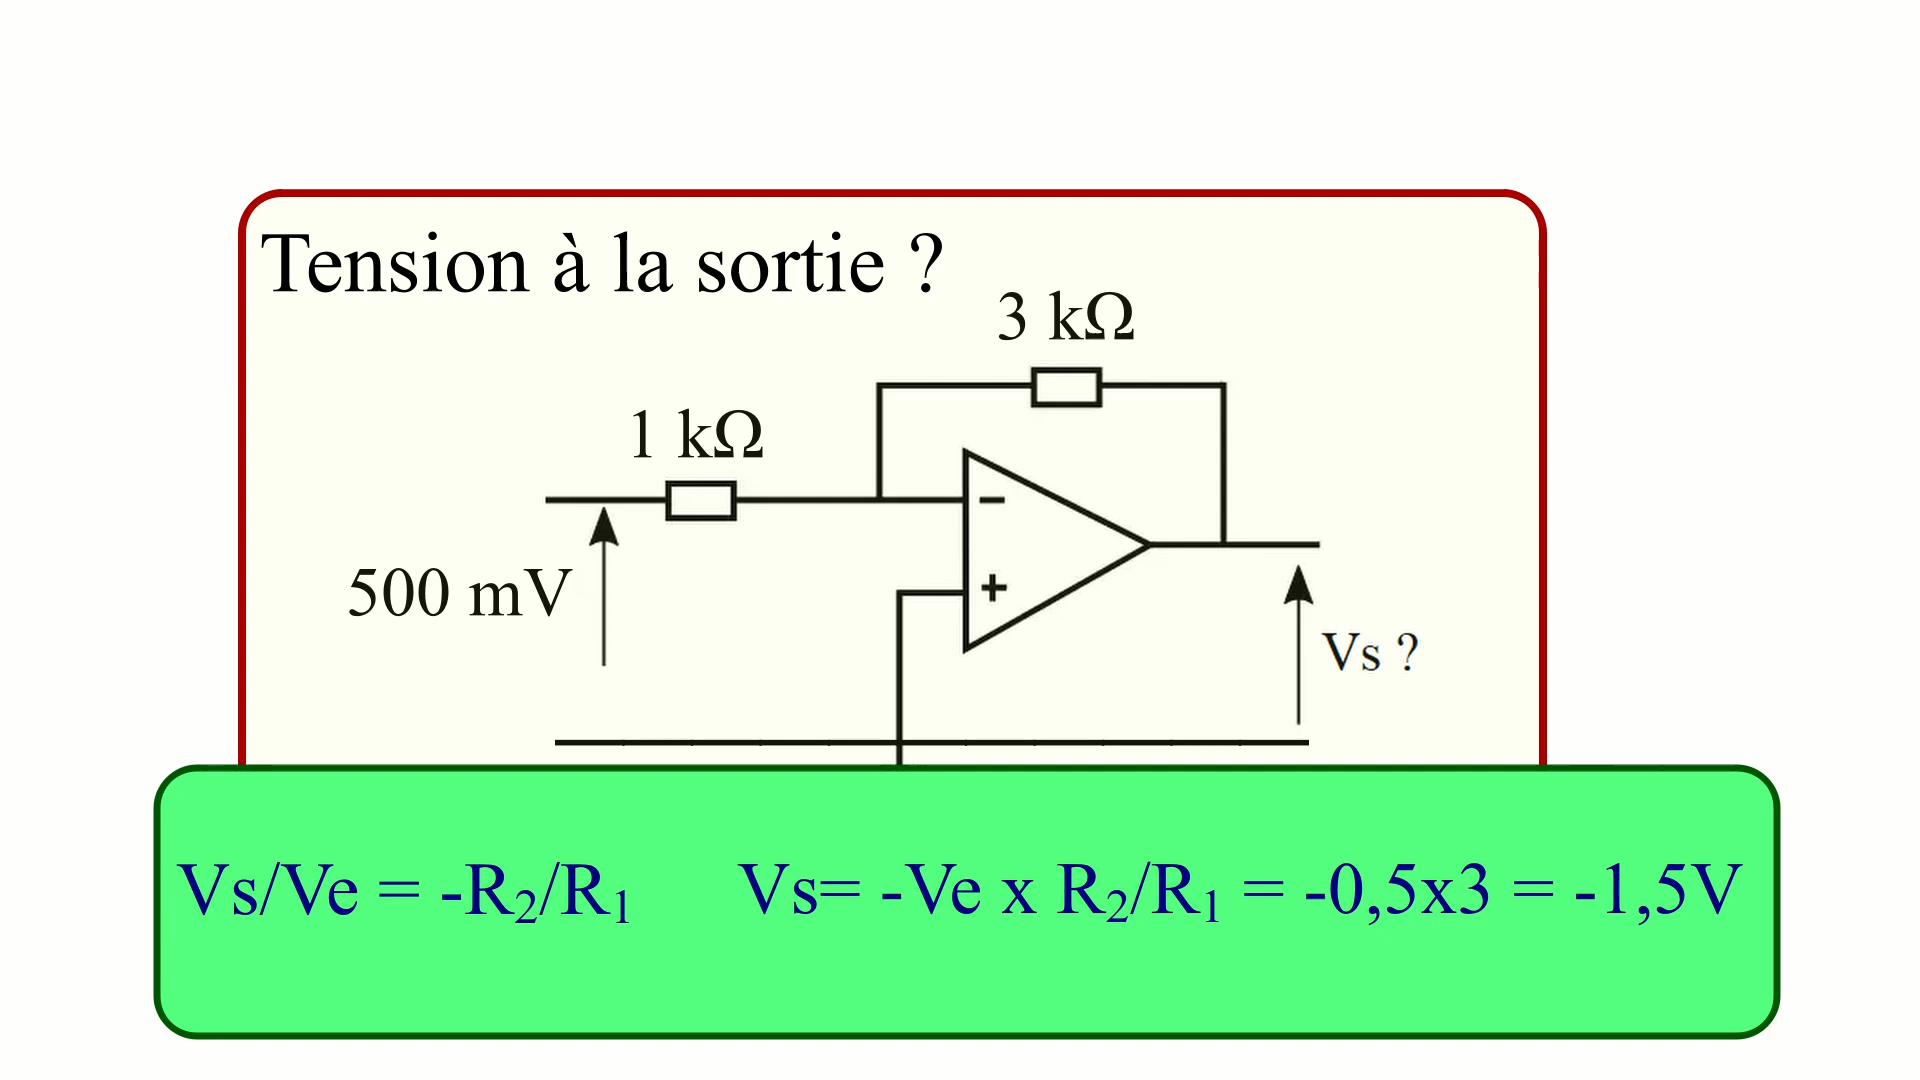 Tension à la sortie ?
3 kΩ
1 kΩ
500 mV
Vs ?
Vs/Ve = -R₂/R₁
Vs= -Ve x R₂/R₁ = -0,5x3 = -1,5V